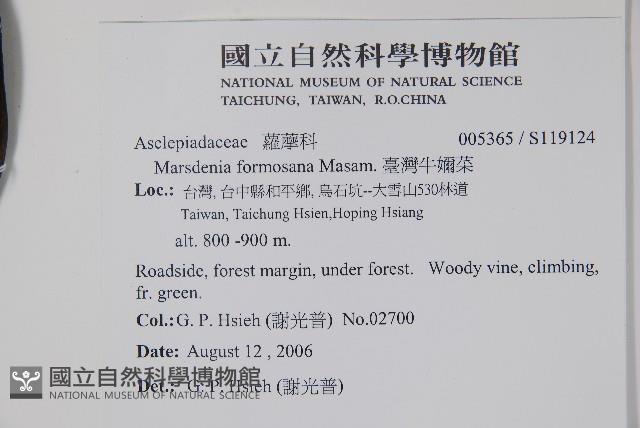 國立自然科學博物館
NATIONAL MUSEUM OF NATURAL SCIENCE
TAICHUNG, TAIWAN, R.O.CHINA
Asclepiadaceae 蘿藦科 005365 / S119124
Marsdenia formosana Masam. 臺灣牛嬭菜
Loc.: 台灣, 台中縣和平鄉, 烏石坑--大雪山530林道
Taiwan, Taichung Hsien,Hoping Hsiang
alt. 800 -900 m.
Roadside, forest margin, under forest. Woody vine, climbing,
fr. green.
Col.: G. P. Hsieh (謝光普) No.02700
Date: August 12 , 2006
Det.: G. P. Hsieh (謝光普)
國立自然科學博物館
NATIONAL MUSEUM OF NATURAL SCIENCE